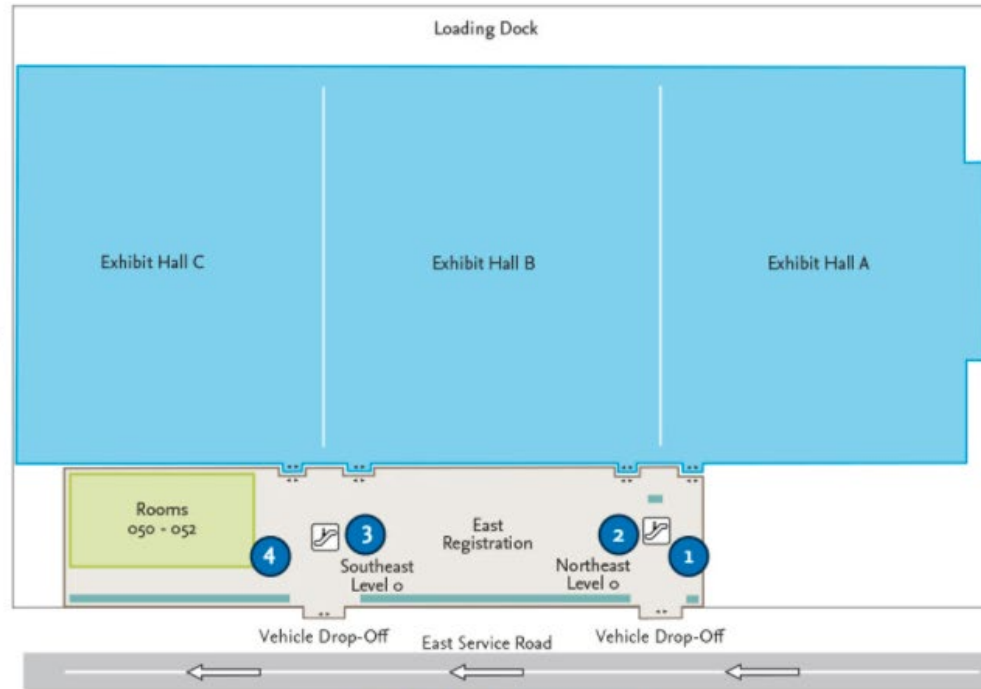 Loading Dock
Exhibit Hall C
Exhibit Hall B
Exhibit Hall A
Rooms
050 - 052
4
3
Southeast
Level 0
East
Registration
2
Northeast
Level 0
1
Vehicle Drop-Off
Vehicle Drop-Off
East Service Road